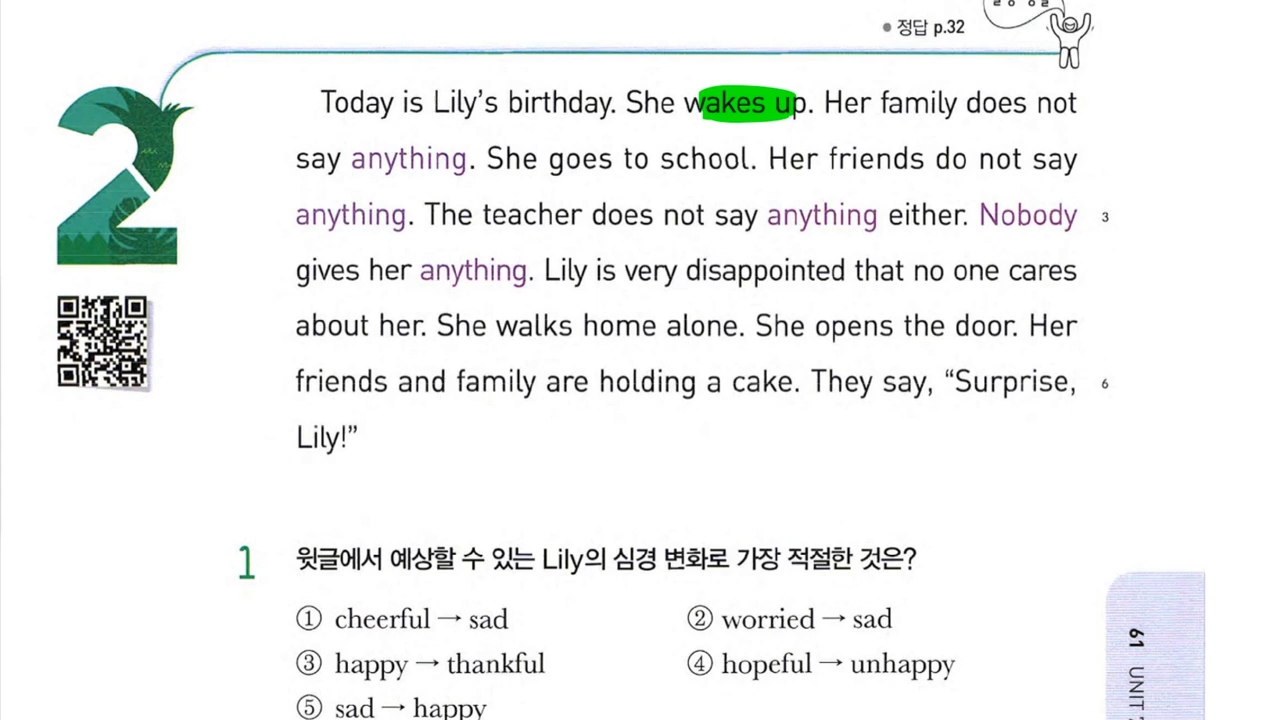 ● 정답 p.32
2
Today is Lily's birthday. She wakes up. Her family does not
say anything. She goes to school. Her friends do not say
anything. The teacher does not say anything either. Nobody 3
gives her anything. Lily is very disappointed that no one cares
about her. She walks home alone. She opens the door. Her
friends and family are holding a cake. They say, “Surprise, 6
Lily!”
1 윗글에서 예상할 수 있는 Lily의 심경 변화로 가장 적절한 것은?
① cheerful → sad ② worried → sad
③ happy → thankful ④ hopeful → unhappy
⑤ sad → happy
61 UNIT